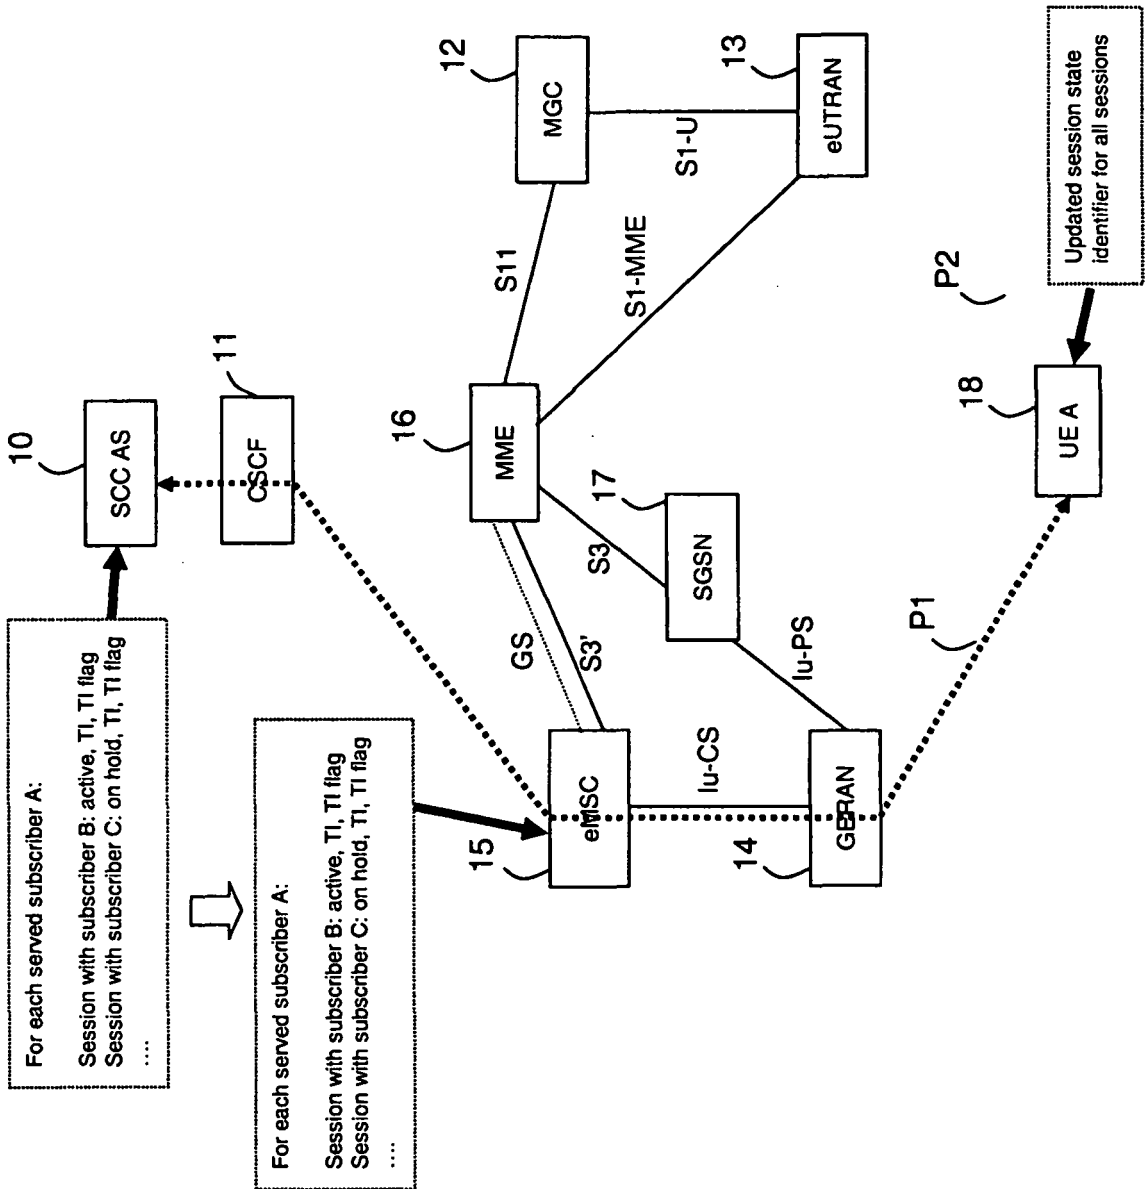 For each served subscriber A:
Session with subscriber B: active, TI, TI flag
Session with subscriber C: on hold, TI, TI flag
....
10
SCC AS
11
CSCF
For each served subscriber A:
Session with subscriber B: active, TI, TI flag
Session with subscriber C: on hold, TI, TI flag
....
15
eMSC
GS
S3'
16
MME
S11
12
MGC
S3
S1-MME
S1-U
17
SGSN
Iu-CS
Iu-PS
14
GERAN
13
eUTRAN
P1
P2
18
UE A
Updated session state
identifier for all sessions